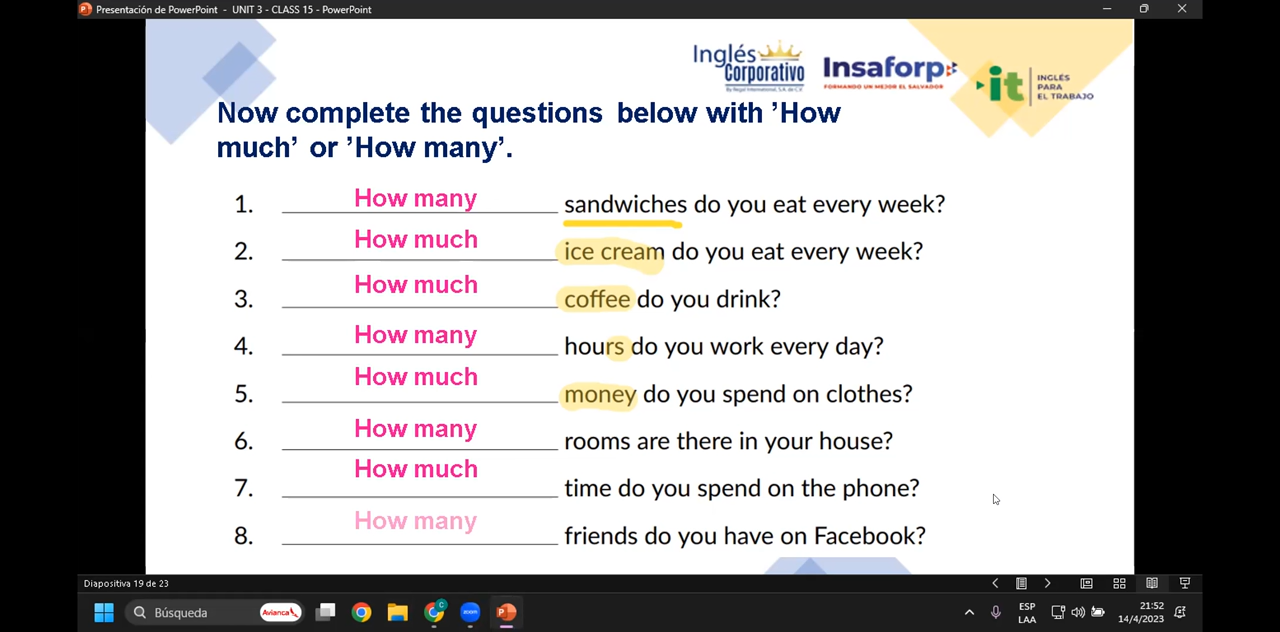 Presentación de PowerPoint - UNIT 3 - CLASS 15 - PowerPoint
Inglés
Corporativo
Insaforp
FORMANDO UN MEJOR EL SALVADOR
it
INGLÉS
PARA
EL TRABAJO
Now complete the questions below with ’How
much’ or ’How many’.
1. How many sandwiches do you eat every week?
2. How much ice cream do you eat every week?
3. How much coffee do you drink?
4. How many hours do you work every day?
5. How much money do you spend on clothes?
6. How many rooms are there in your house?
7. How much time do you spend on the phone?
8. How many friends do you have on Facebook?
Diapositiva 19 de 23
Búsqueda
Avianca
zoom
ESP
LAA
21:52
14/4/2023